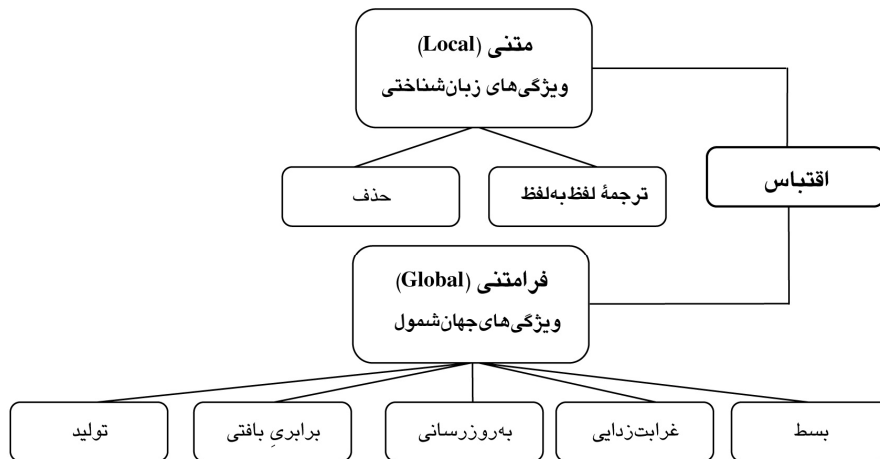 متنی (Local)
ویژگی‌های زبان‌شناختی
اقتباس
ترجمهٔ لفظ‌به‌لفظ
حذف
فرامتنی (Global)
ویژگی‌های‌جهان‌شمول
بسط
غرابت‌زدایی
به‌روزرسانی
برابریِ بافتی
تولید